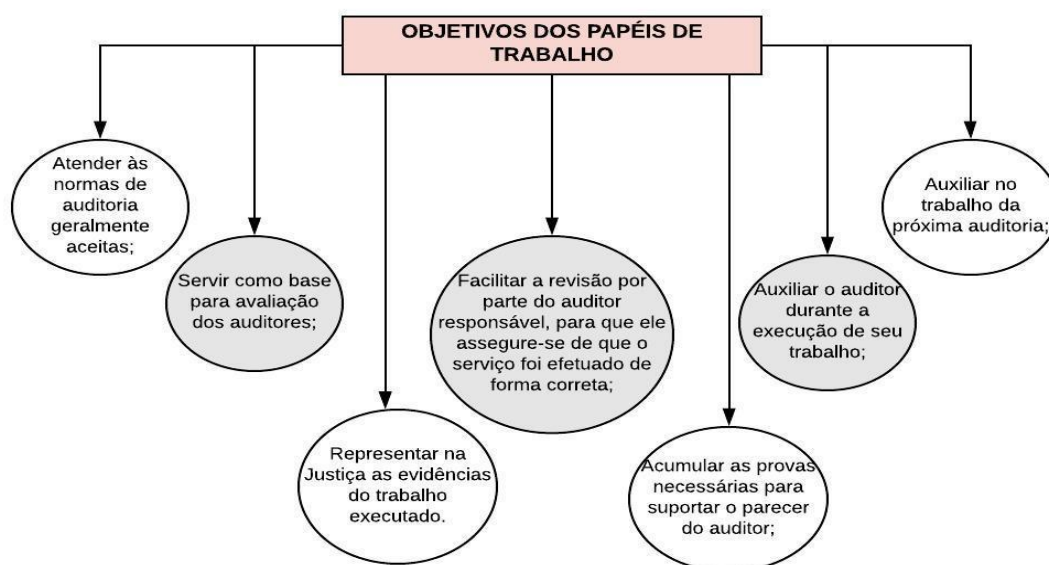 OBJETIVOS DOS PAPÉIS DE
TRABALHO
Atender às
normas de
auditoria
geralmente
aceitas;
Servir como base
para avaliação
dos auditores;
Representar na
Justiça as evidências
do trabalho
executado.
Facilitar a revisão por
parte do auditor
responsável, para que ele
assegure-se de que o
serviço foi efetuado de
forma correta;
Acumular as provas
necessárias para
suportar o parecer
do auditor;
Auxiliar o auditor
durante a
execução de seu
trabalho;
Auxiliar no
trabalho da
próxima auditoria;